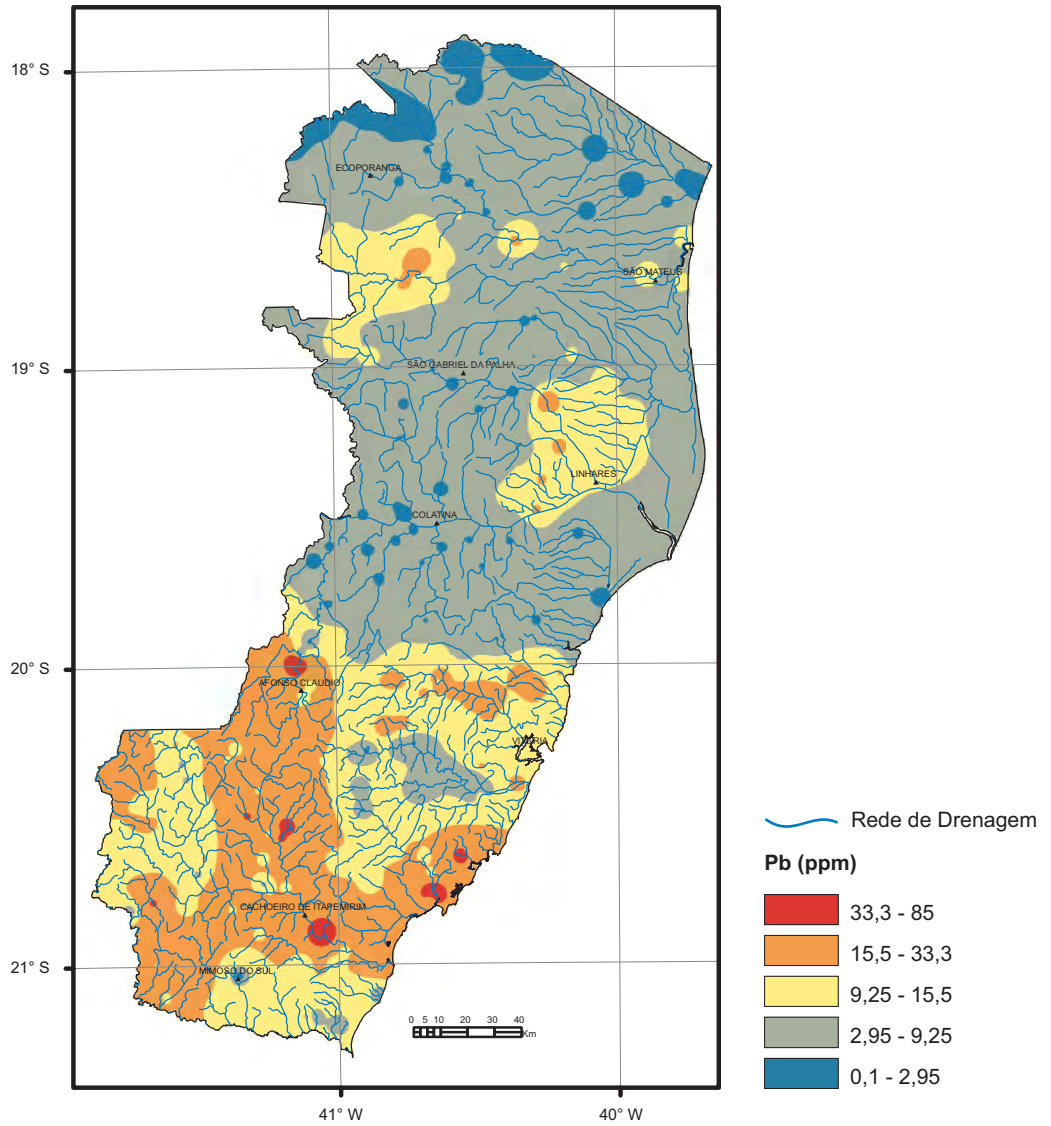 18° S
ECOPORANGA
SÃO MATEUS
19° S
SÃO GABRIEL DA PALHA
LINHARES
COLATINA
20° S
AFONSO CLAUDIO
VITÓRIA
Rede de Drenagem
Pb (ppm)
33,3 - 85
15,5 - 33,3
9,25 - 15,5
2,95 - 9,25
0,1 - 2,95
CACHOEIRO DE ITAPEMIRIM
21° S
MIMOSO DO SUL
0 5 10 20 30 40
Km
41° W
40° W